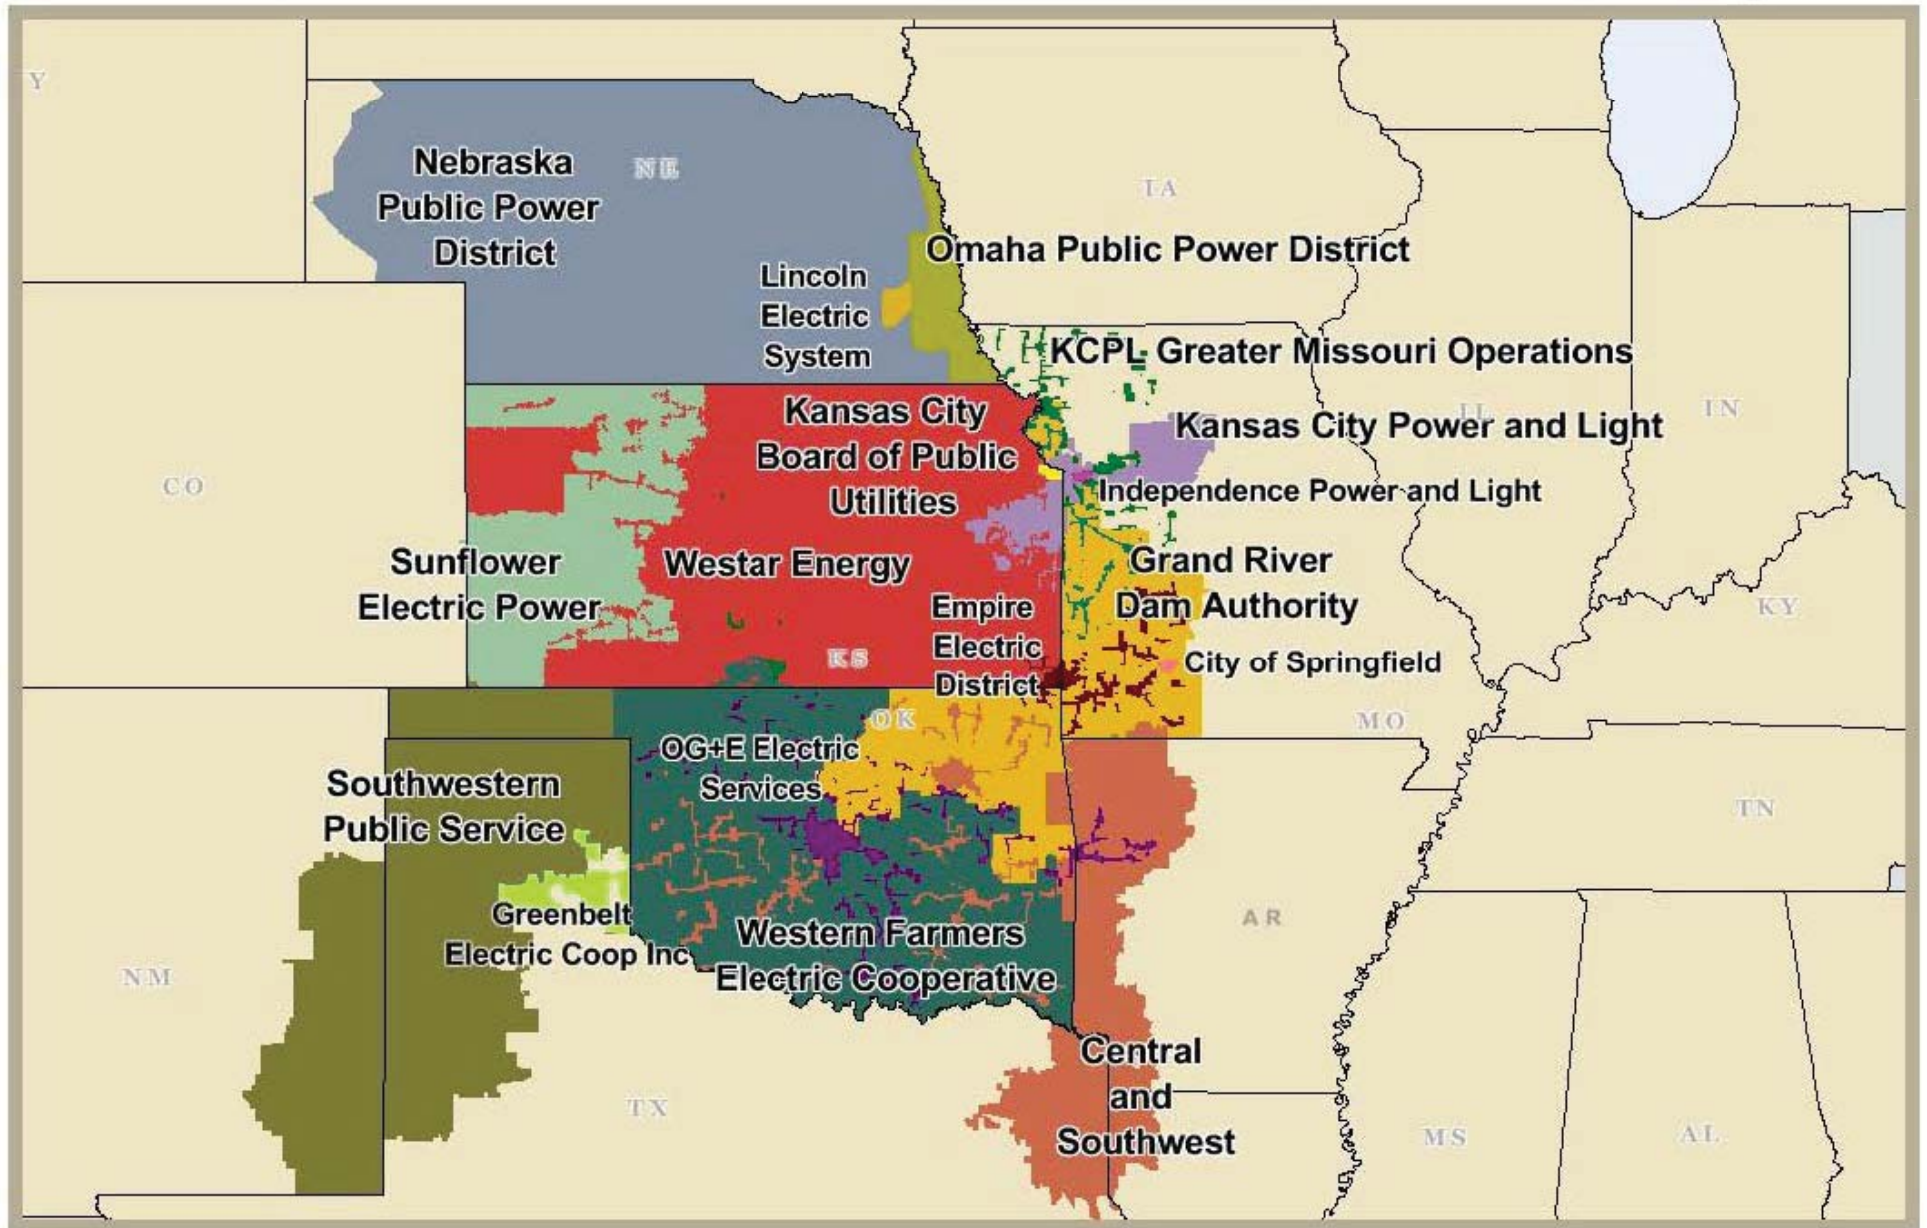 Y
NE
Nebraska
Public Power
District
IA
Omaha Public Power District
Lincoln
Electric
System
KCPL Greater Missouri Operations
Kansas City
Board of Public
Utilities
IL
IN
Kansas City Power and Light
CO
Independence Power and Light
Sunflower
Electric Power
Westar Energy
Grand River
Dam Authority
Empire
Electric
District
KY
KS
City of Springfield
OK
MO
OG+E Electric
Services
Southwestern
Public Service
TN
Greenbelt
Electric Coop Inc
Western Farmers
Electric Cooperative
AR
NM
Central
and
Southwest
TX
MS
AL